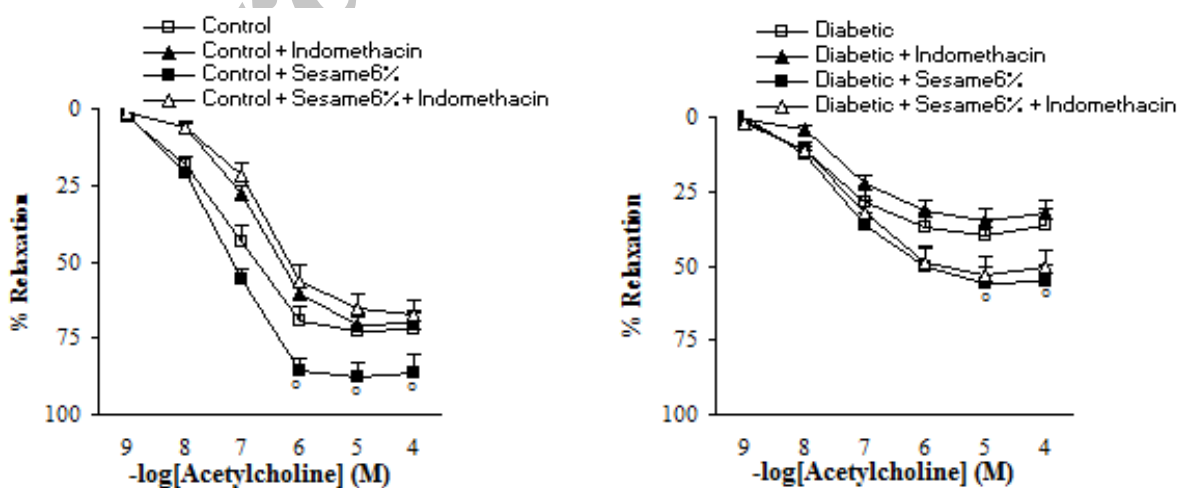 Control
Control + Indomethacin
Control + Sesame6%
Control + Sesame6% + Indomethacin
0
25
50
75
100
% Relaxation
9 8 7 6 5 4
-log[Acetylcholine] (M)
Diabetic
Diabetic + Indomethacin
Diabetic + Sesame6%
Diabetic + Sesame6% + Indomethacin
0
25
50
75
100
% Relaxation
9 8 7 6 5 4
-log[Acetylcholine] (M)